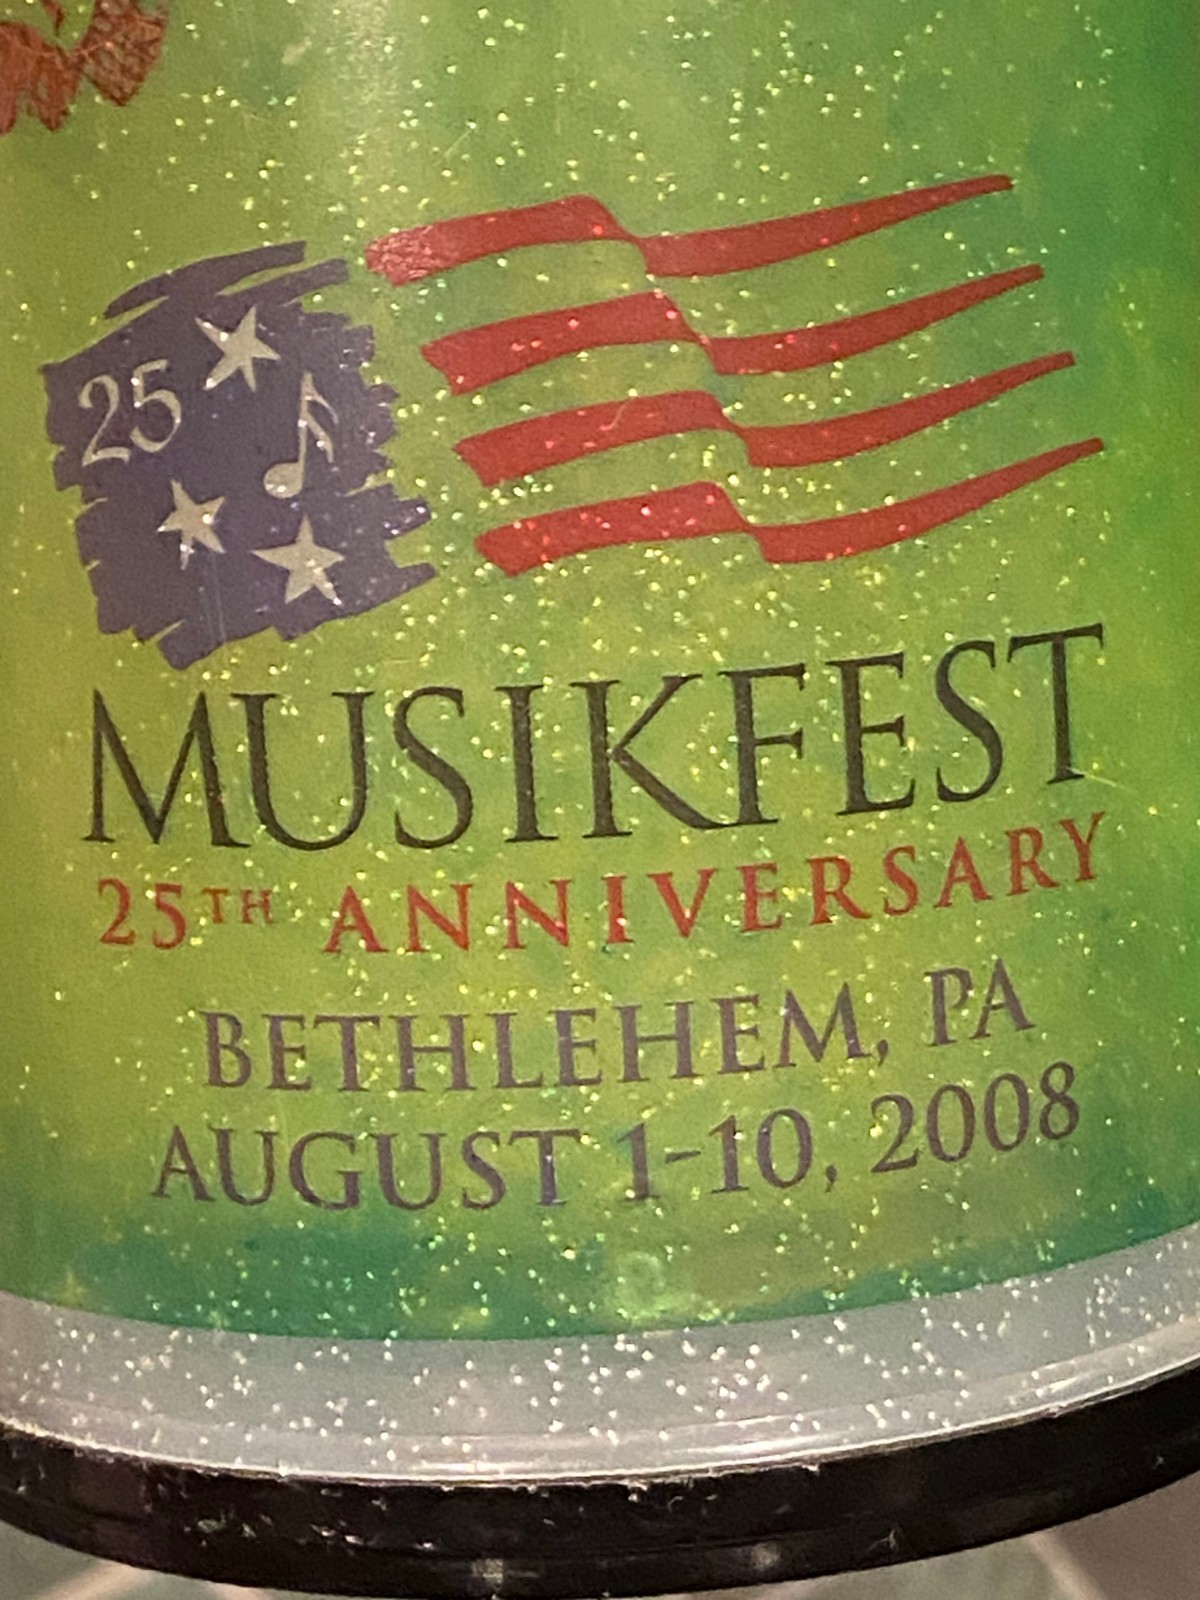 25
MUSIKFEST
25TH ANNIVERSARY
BETHLEHEM, PA
AUGUST 1-10, 2008